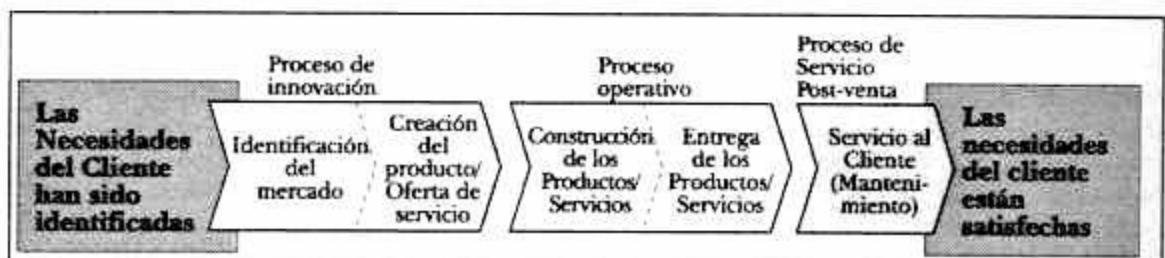 Las
Necesidades
del Cliente
han sido
identificadas
Proceso de
innovación
Identificación
del
mercado
Creación
del
producto/
Oferta de
servicio
Proceso
operativo
Construcción
de los
Productos/
Servicios
Entrega
de los
Productos/
Servicios
Proceso de
Servicio
Post-venta
Servicio al
Cliente
(Manteni-
miento)
Las
necesidades
del cliente
están
satisfechas